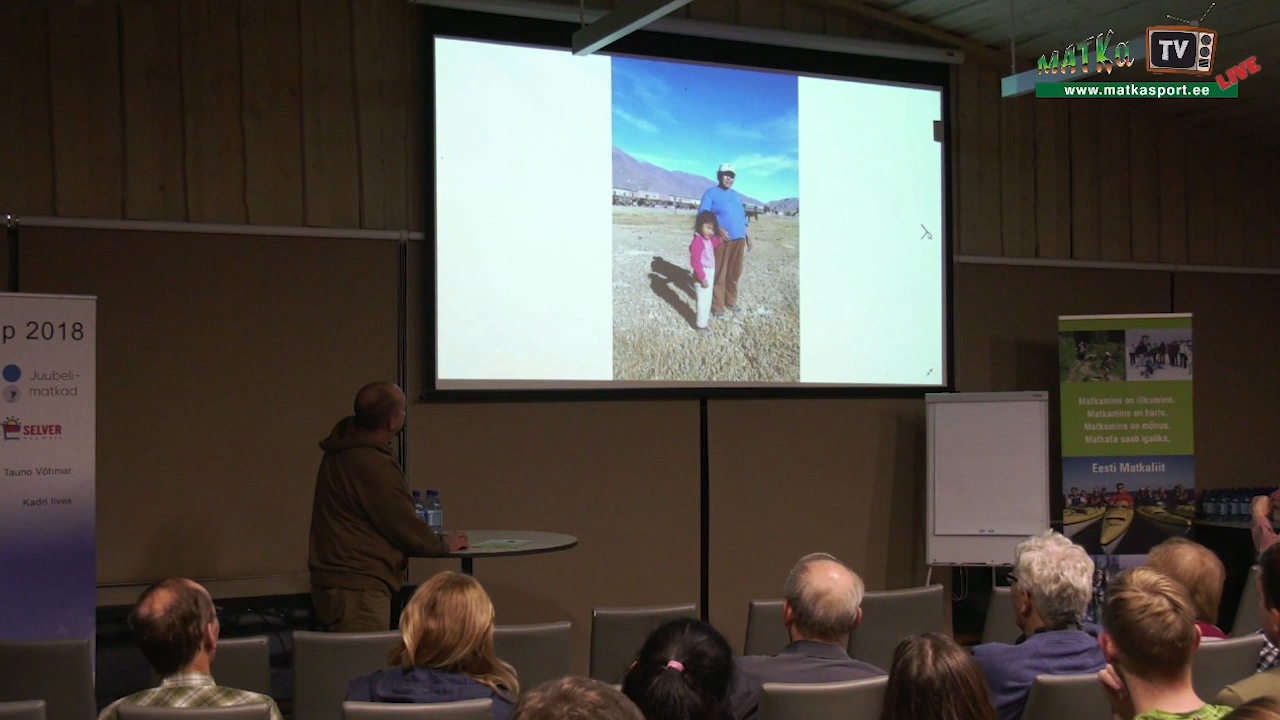 MATKa
TV
LIVE
www.matkasport.ee
p 2018
Juubeli-
matkad
SELVER
Tauno Võhmar
Kadri Ilves
Matkamine on liikumine.
Matkamine on hariv.
Matkamine on mõnus.
Matkata saab igaüks.
Eesti Matkaliit